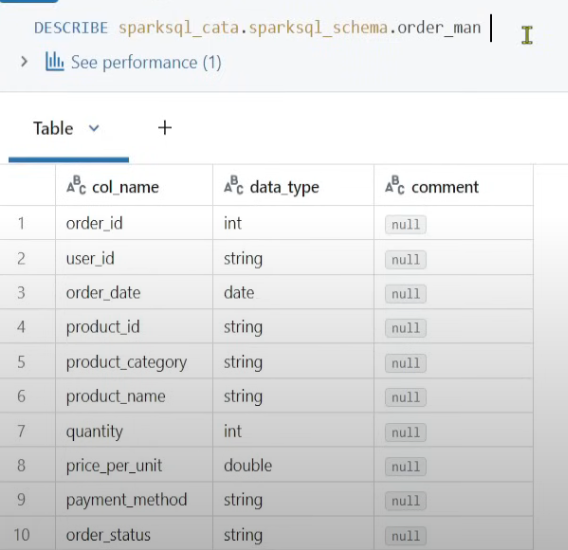 DESCRIBE sparksql_cata.sparksql_schema.order_man
See performance (1)
Table
col_name data_type comment
1 order_id int null
2 user_id string null
3 order_date date null
4 product_id string null
5 product_category string null
6 product_name string null
7 quantity int null
8 price_per_unit double null
9 payment_method string null
10 order_status string null